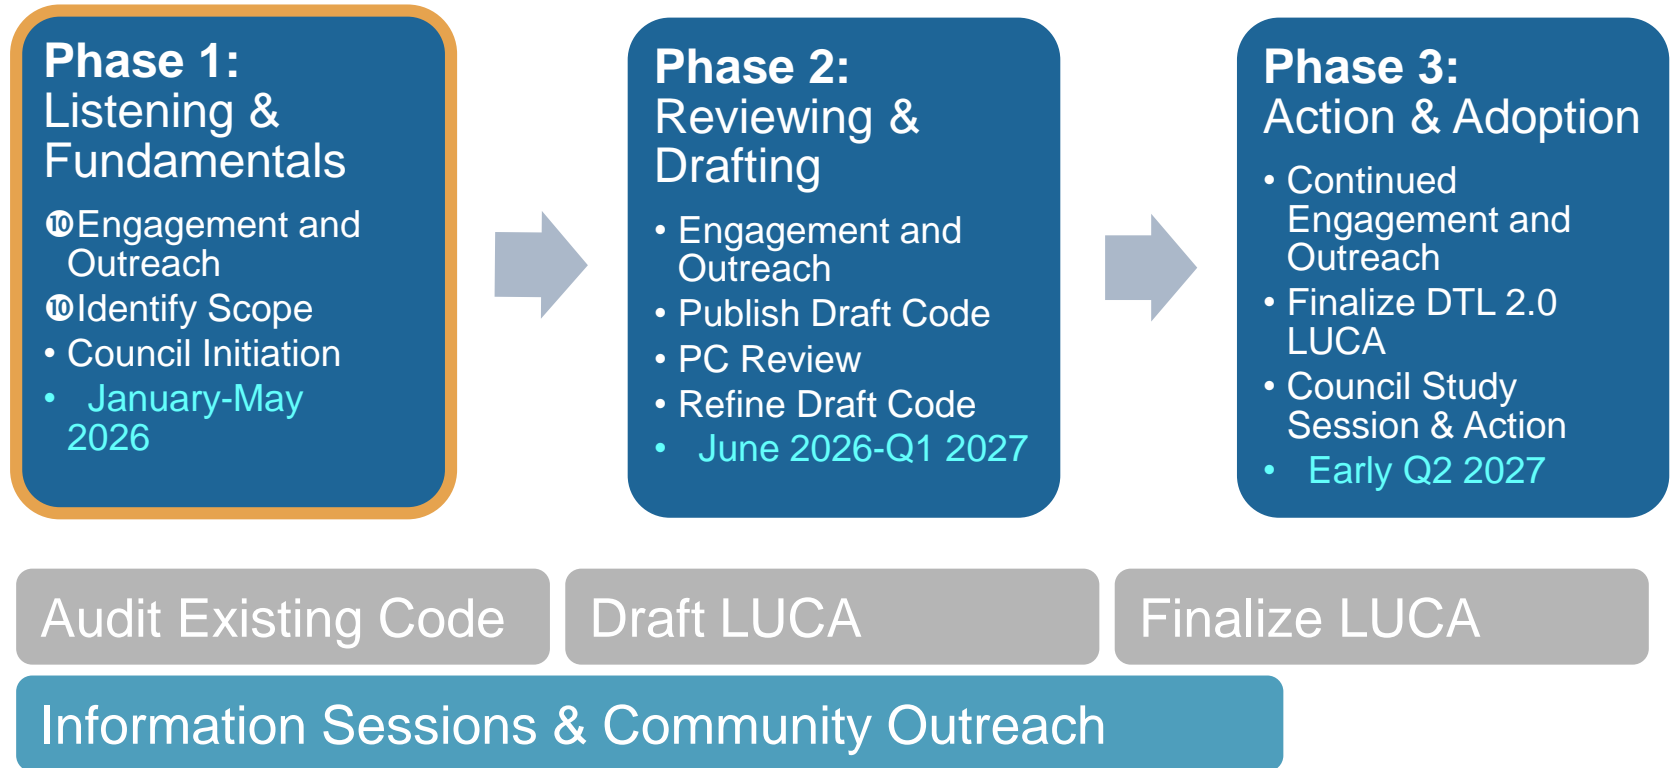 Phase 1:
Listening &
Fundamentals
❿Engagement and
Outreach
❿Identify Scope
• Council Initiation
• January-May
2026
Phase 2:
Reviewing &
Drafting
• Engagement and
Outreach
• Publish Draft Code
• PC Review
• Refine Draft Code
• June 2026-Q1 2027
Phase 3:
Action & Adoption
• Continued
Engagement and
Outreach
• Finalize DTL 2.0
LUCA
• Council Study
Session & Action
• Early Q2 2027
Audit Existing Code
Draft LUCA
Finalize LUCA
Information Sessions & Community Outreach